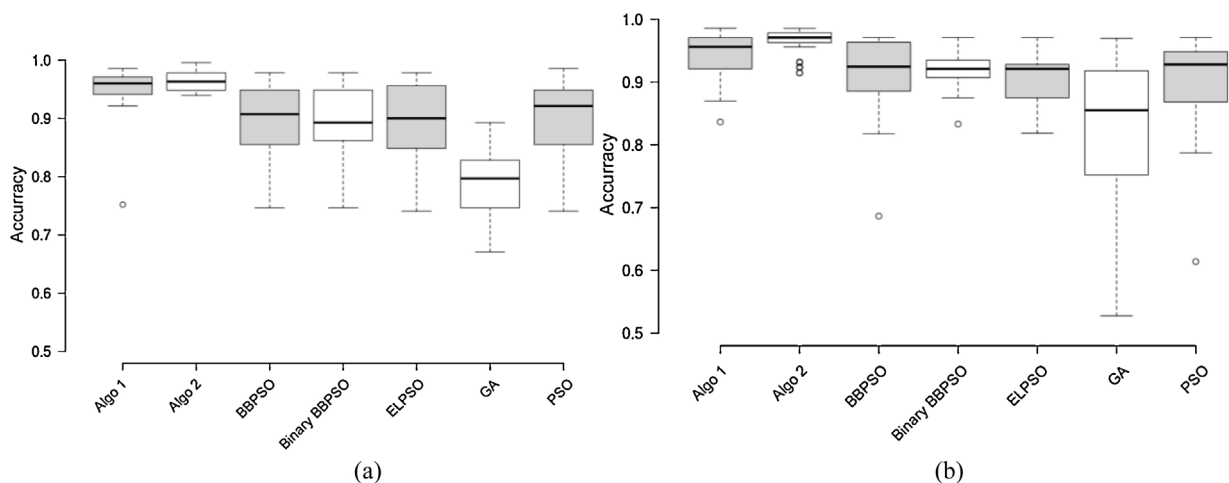 1.0
0.9
0.8
0.7
0.6
0.5
Accurracy
Algo 1
Algo 2
BBPSO
Binary BBPSO
ELPSO
GA
PSO
(a)
1.0
0.9
0.8
0.7
0.6
0.5
Accurracy
Algo 1
Algo 2
BBPSO
Binary BBPSO
ELPSO
GA
PSO
(b)